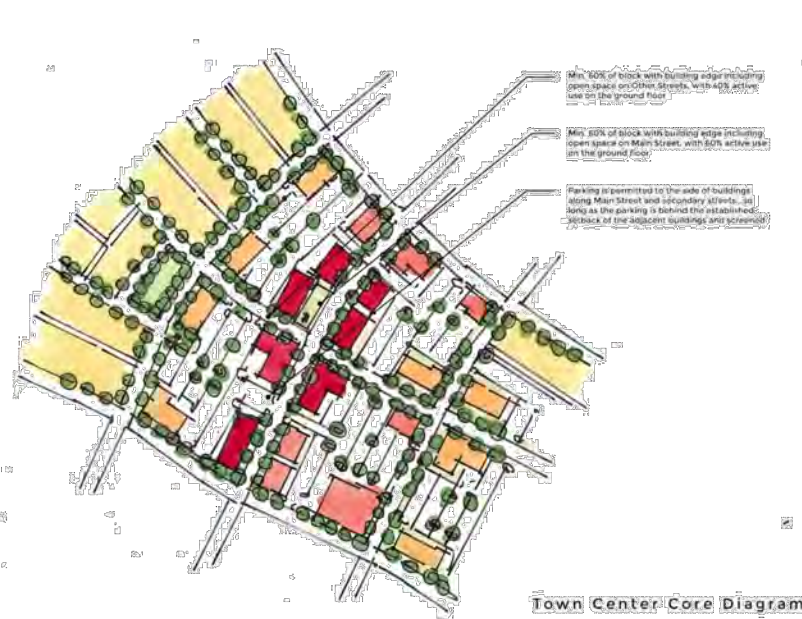 Min. 60% of block with building edge including
open space on Other Streets, with 40% active
use on the ground floor
Min. 60% of block with building edge including
open space on Main Street, with 60% active use
on the ground floor
Parking is permitted to the side of buildings
along Main Street and secondary streets, so
long as the parking is behind the established
setback of the adjacent buildings and screened
Town Center Core Diagram